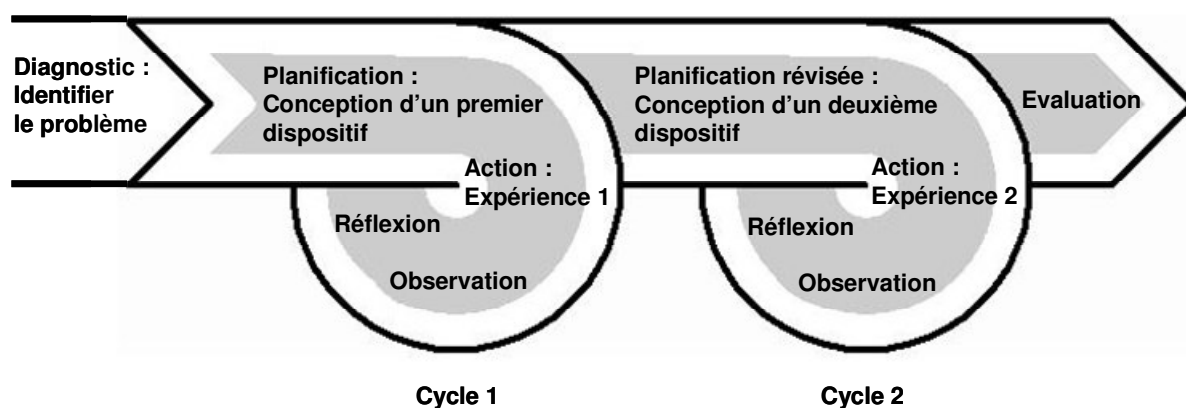 Diagnostic :
Identifier
le problème
Planification :
Conception d'un premier
dispositif
Action :
Expérience 1
Réflexion
Observation
Planification révisée :
Conception d'un deuxième
dispositif
Action :
Expérience 2
Réflexion
Observation
Evaluation
Cycle 1
Cycle 2